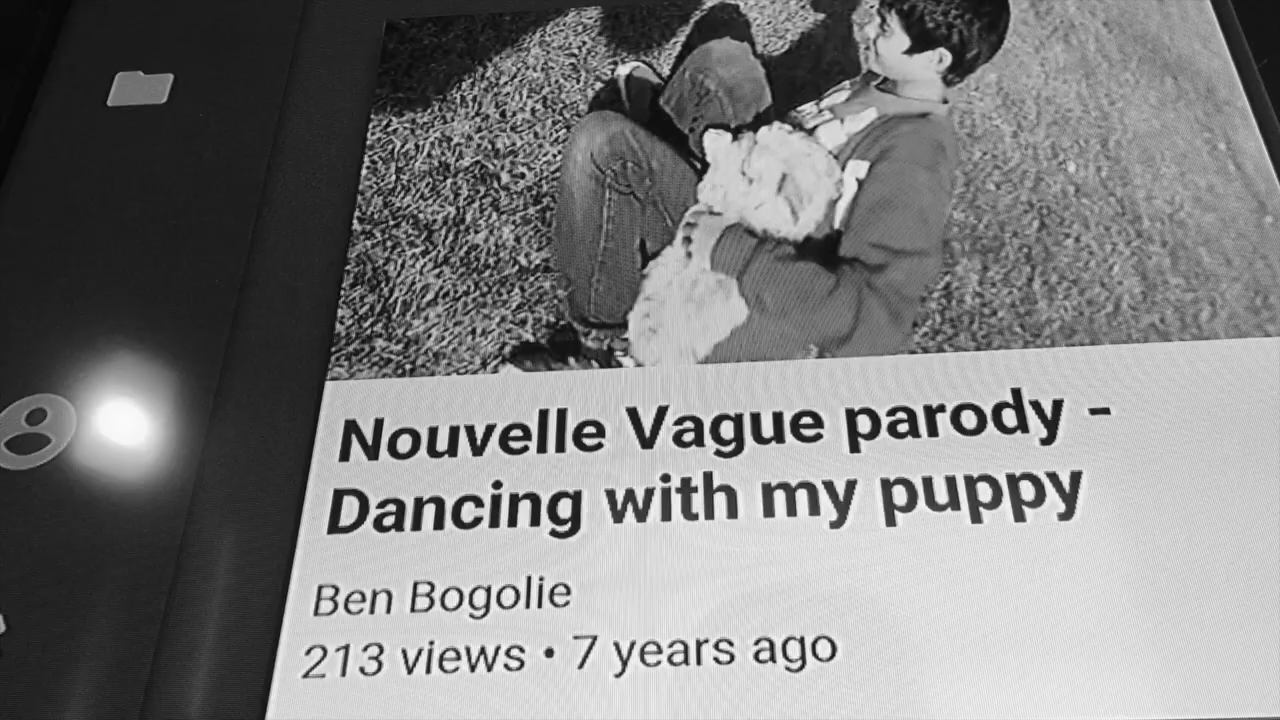 Nouvelle Vague parody -
Dancing with my puppy
Ben Bogolie
213 views • 7 years ago